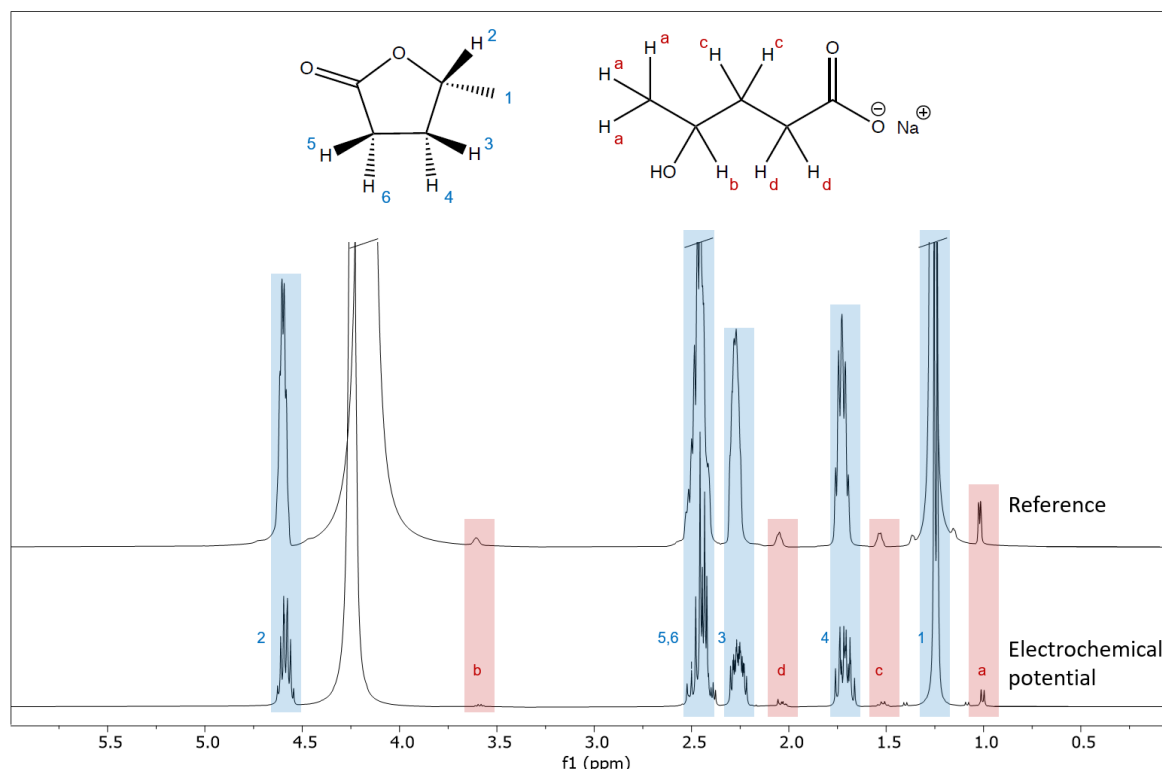 H 2
O
O
1
5 H
H 3
H 6
H 4
a
H
a
H
c
H
c
H
O
a
H
O ⊖ Na ⊕
HO
H b
H d
H d
Reference
2
b
5,6
3
d
4
c
1
a
Electrochemical
potential
5.5 5.0 4.5 4.0 3.5 3.0 2.5 2.0 1.5 1.0 0.5
f1 (ppm)